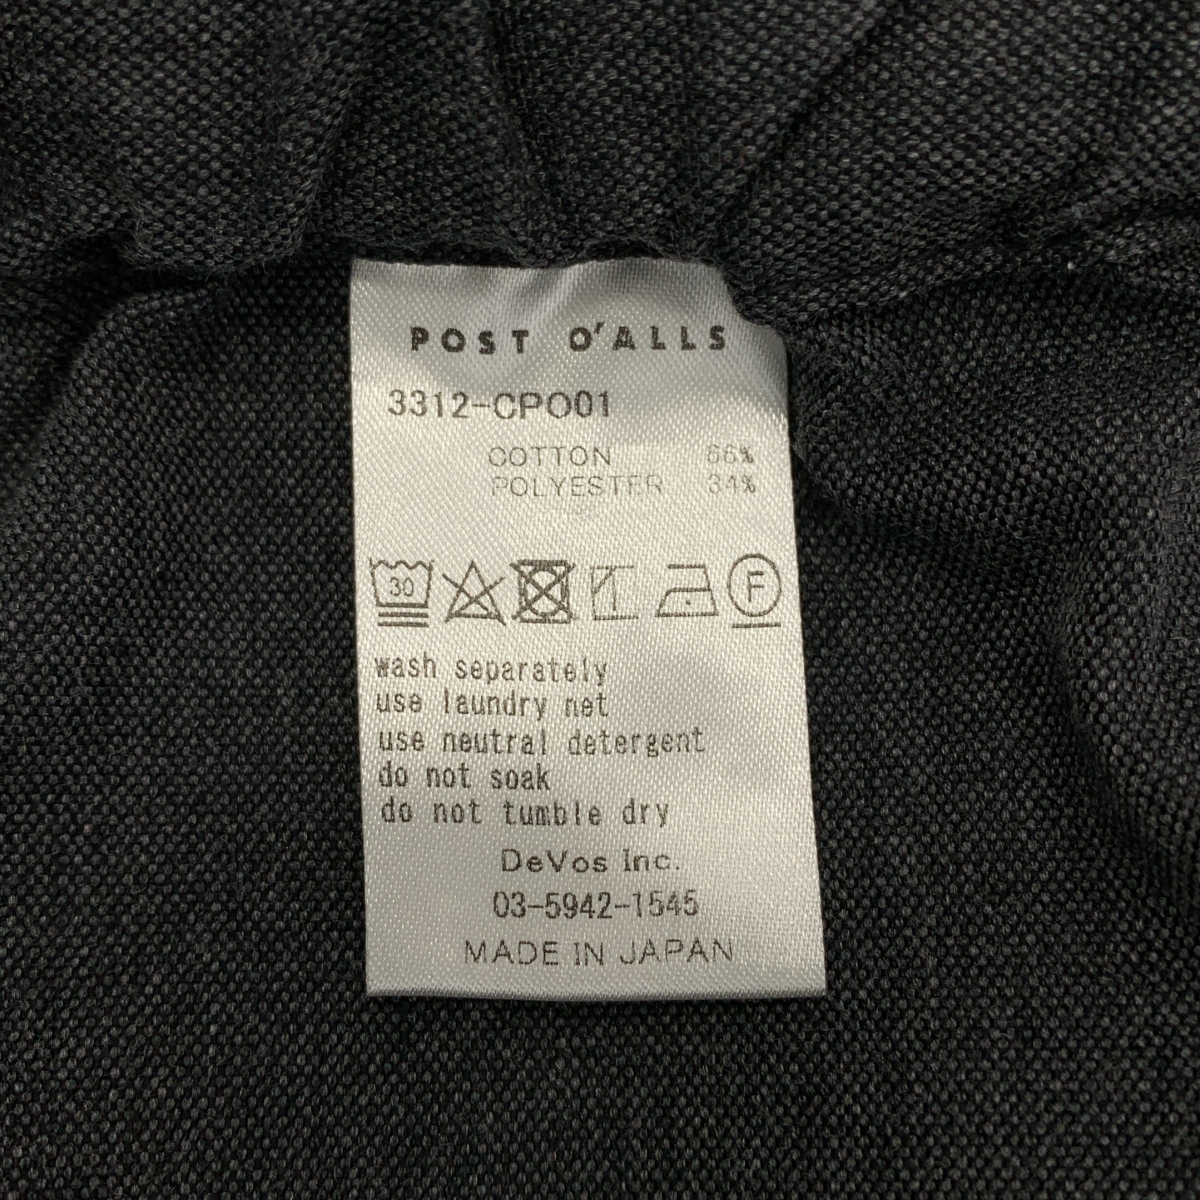 POST O'ALLS
3312-CPO01
COTTON 66%
POLYESTER 34%
30 F
wash separately
use laundry net
use neutral detergent
do not soak
do not tumble dry
DeVos Inc.
03-5942-1545
MADE IN JAPAN